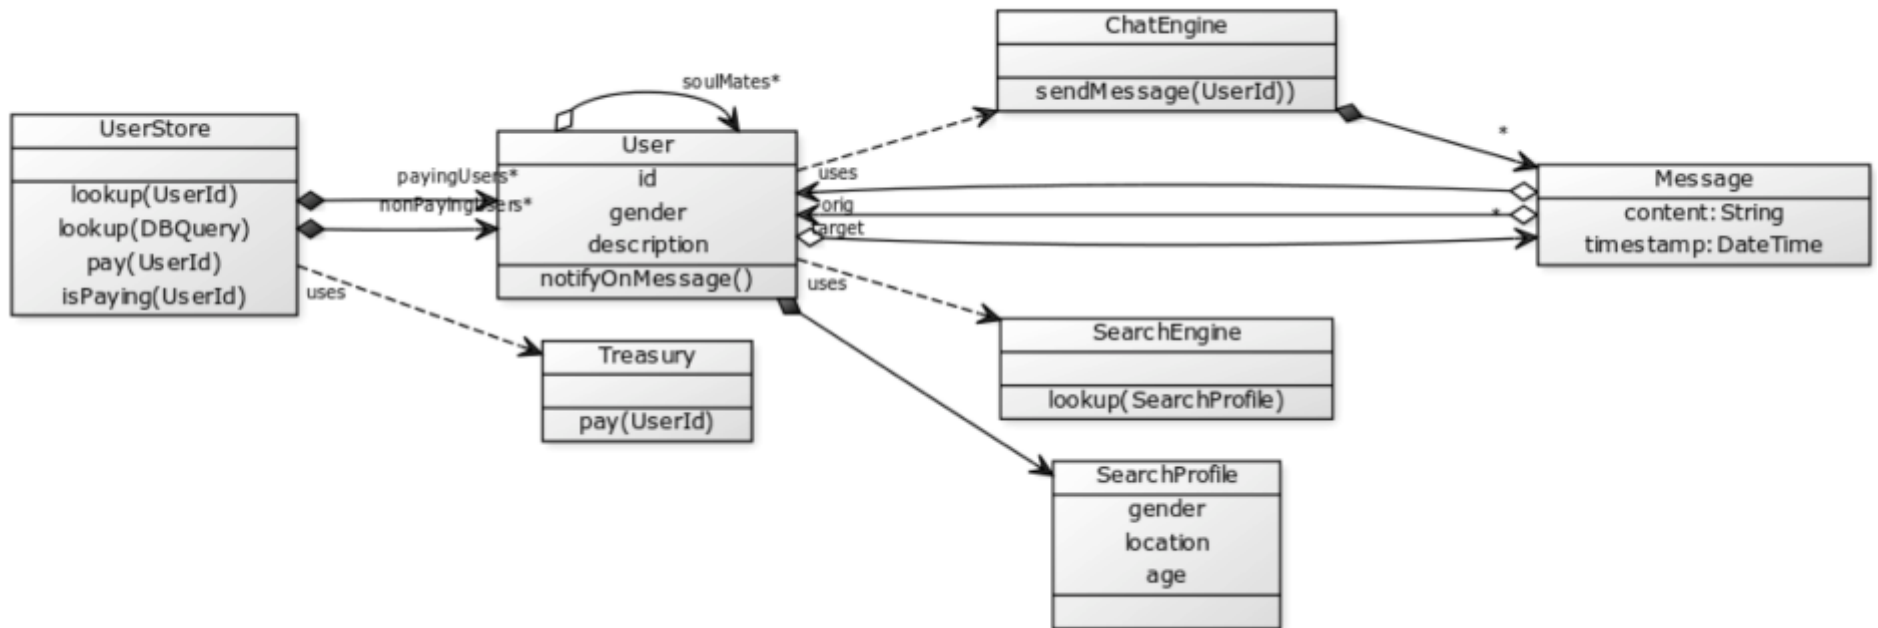 ChatEngine
sendMessage(UserId))
soulMates*
UserStore
lookup(UserId)
lookup(DBQuery)
pay(UserId)
isPaying(UserId)
payingUsers*
nonPayingUsers*
User
id
gender
description
notifyOnMessage()
uses
orig
target
uses
*
*
Message
content: String
timestamp: DateTime
uses
Treasury
pay(UserId)
SearchEngine
lookup(SearchProfile)
SearchProfile
gender
location
age